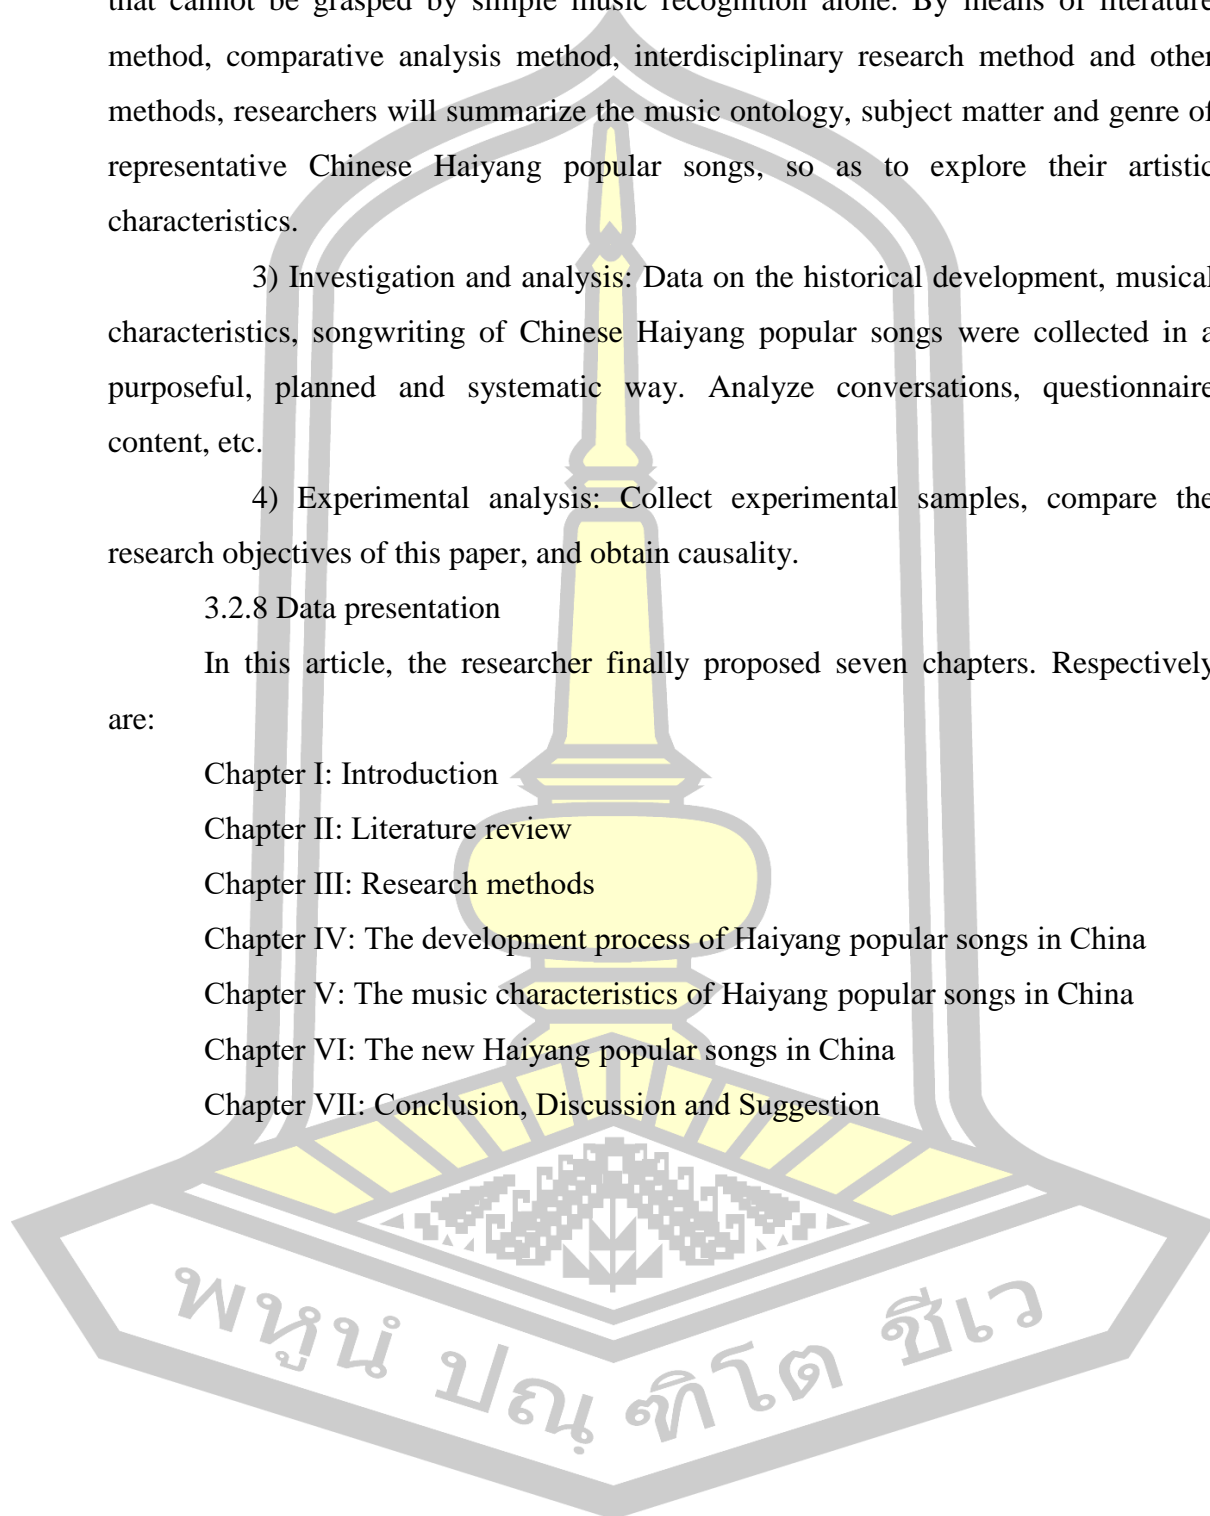 that cannot be grasped by simple music recognition alone. By means of literature
method, comparative analysis method, interdisciplinary research method and other
methods, researchers will summarize the music ontology, subject matter and genre of
representative Chinese Haiyang popular songs, so as to explore their artistic
characteristics.
3) Investigation and analysis: Data on the historical development, musical
characteristics, songwriting of Chinese Haiyang popular songs were collected in a
purposeful, planned and systematic way. Analyze conversations, questionnaire
content, etc.
4) Experimental analysis: Collect experimental samples, compare the
research objectives of this paper, and obtain causality.
3.2.8 Data presentation
In this article, the researcher finally proposed seven chapters. Respectively
are:
Chapter I: Introduction
Chapter II: Literature review
Chapter III: Research methods
Chapter IV: The development process of Haiyang popular songs in China
Chapter V: The music characteristics of Haiyang popular songs in China
Chapter VI: The new Haiyang popular songs in China
Chapter VII: Conclusion, Discussion and Suggestion
พหูนํ ปณฺ ฑิโต ชีเว